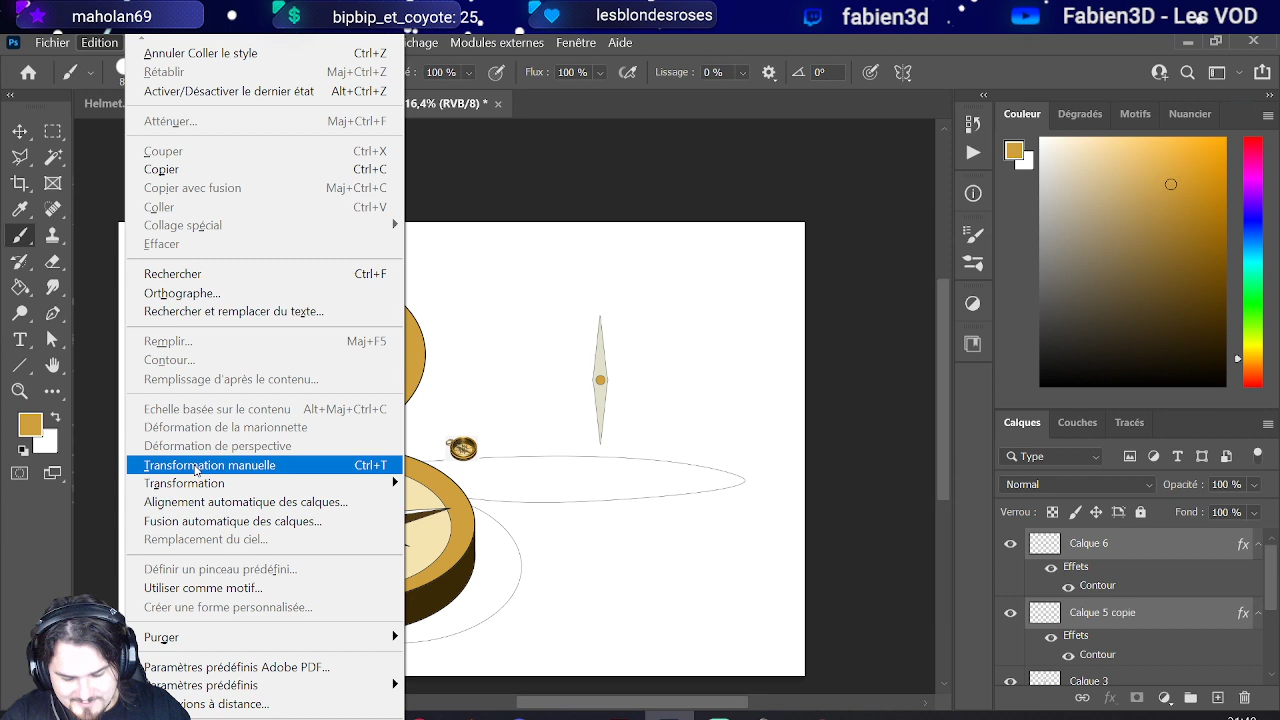 maholan69
bipbip_et_coyote: 25
lesblondesroses
fabien3d
Fabien3D - Les VOD
Ps
Fichier
Edition
chage
Modules externes
Fenêtre
Aide
: 100 %
Flux : 100 %
Lissage : 0 %
0°
Helmet.
16,4% (RVB/8) *
Annuler Coller le style Ctrl+Z
Rétablir Maj+Ctrl+Z
Activer/Désactiver le dernier état Alt+Ctrl+Z
Atténuer... Maj+Ctrl+F
Couper Ctrl+X
Copier Ctrl+C
Copier avec fusion Maj+Ctrl+C
Coller Ctrl+V
Collage spécial
Effacer
Rechercher Ctrl+F
Orthographe...
Rechercher et remplacer du texte...
Remplir... Maj+F5
Contour...
Remplissage d'après le contenu...
Echelle basée sur le contenu Alt+Maj+Ctrl+C
Déformation de la marionnette
Déformation de perspective
Transformation manuelle Ctrl+T
Transformation
Alignement automatique des calques...
Fusion automatique des calques...
Remplacement du ciel...
Définir un pinceau prédéfini...
Utiliser comme motif...
Créer une forme personnalisée...
Purger
Paramètres prédéfinis Adobe PDF...
aramètres prédéfinis
ions à distance...
Couleur
Dégradés
Motifs
Nuancier
Calques
Couches
Tracés
Type
Normal
Opacité : 100 %
Verrou :
Fond : 100 %
Calque 6 fx
Effets
Contour
Calque 5 copie fx
Effets
Contour
Calque 3